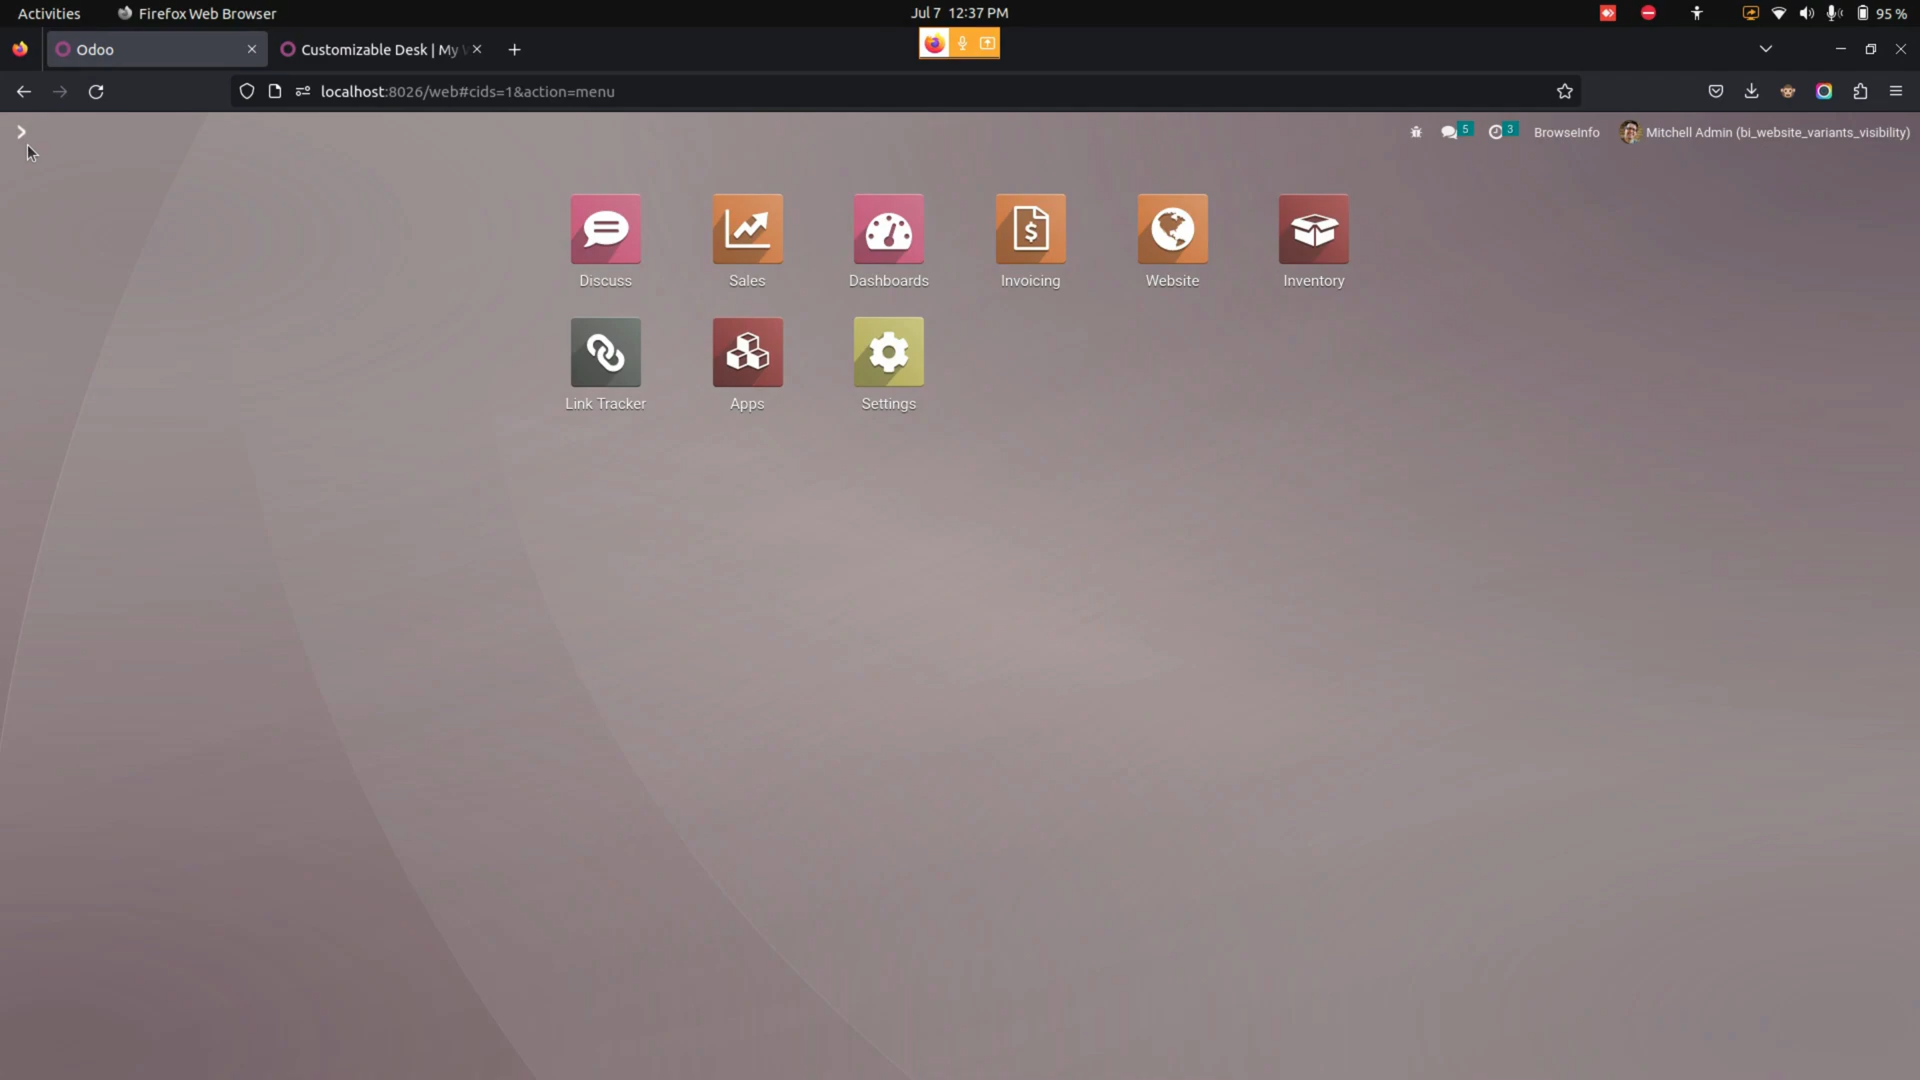 Activities Firefox Web Browser Jul 7 12:37 PM 95 %
Odoo Customizable Desk | My
localhost:8026/web#cids=1&action=menu
5 3 BrowseInfo Mitchell Admin (bi_website_variants_visibility)
Discuss Sales Dashboards Invoicing Website Inventory
Link Tracker Apps Settings